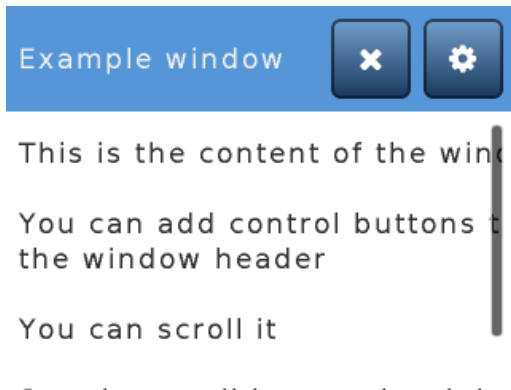 Example window
This is the content of the
You can add control buttons
the window header
You can scroll it